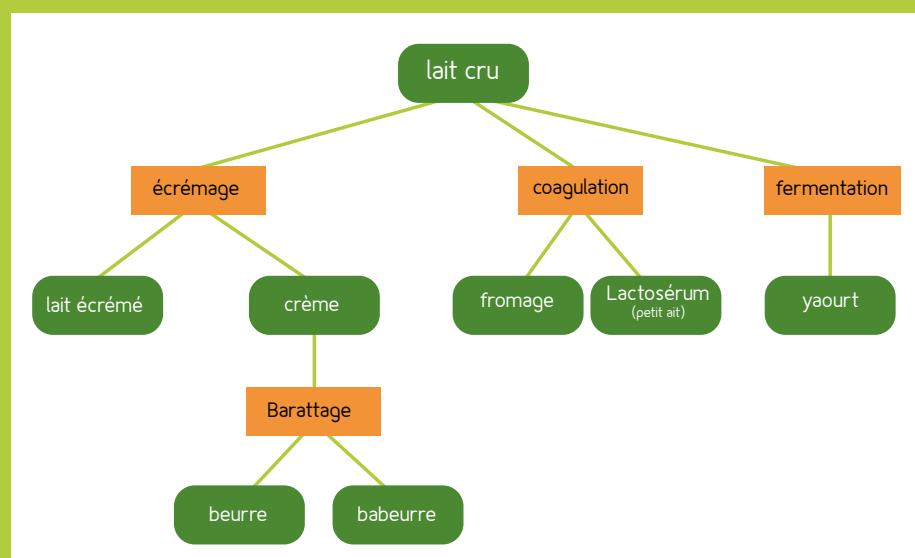 lait cru
écrémage
coagulation
fermentation
lait écrémé
crème
fromage
Lactosérum
(petit ait)
yaourt
Barattage
beurre
babeurre